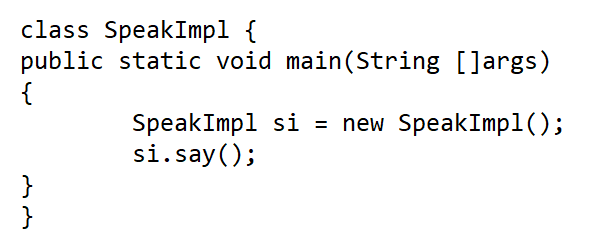 class SpeakImpl {
public static void main(String []args)
{
        SpeakImpl si = new SpeakImpl();
        si.say();
}
}